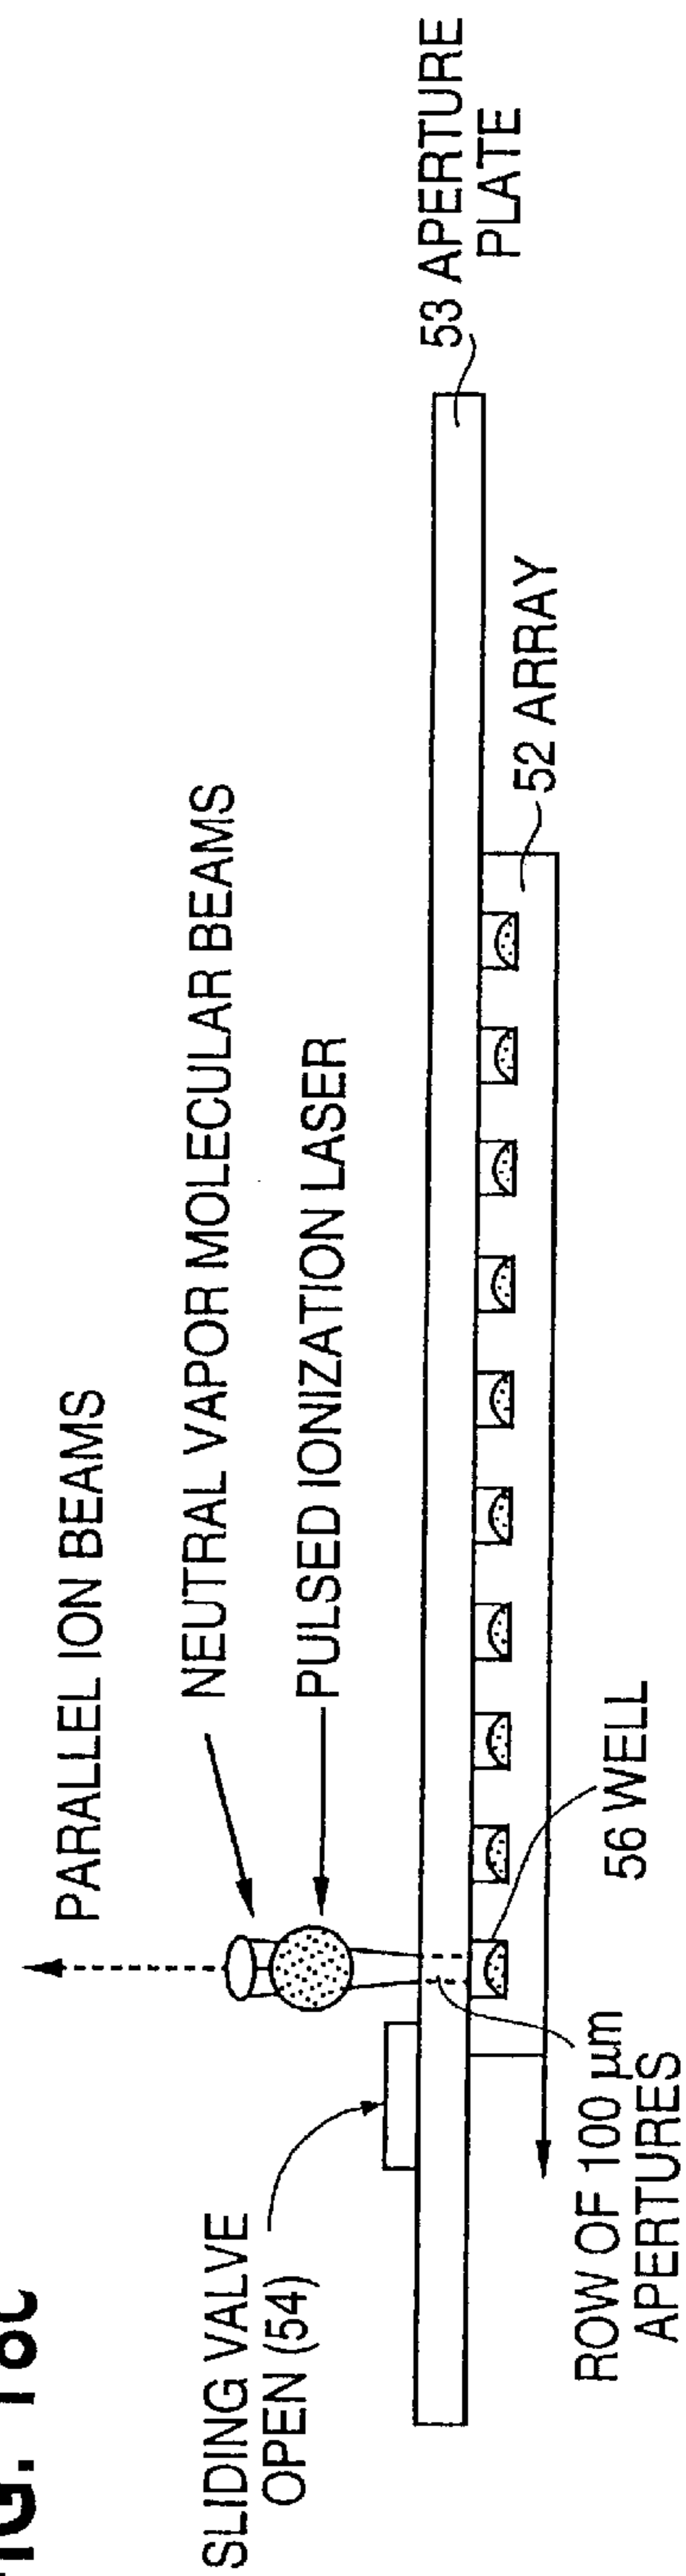 FIG. 18C
PARALLEL ION BEAMS
NEUTRAL VAPOR MOLECULAR BEAMS
PULSED IONIZATION LASER
SLIDING VALVE
OPEN (54)
53 APERTURE
PLATE
52 ARRAY
56 WELL
ROW OF 100 µm
APERTURES